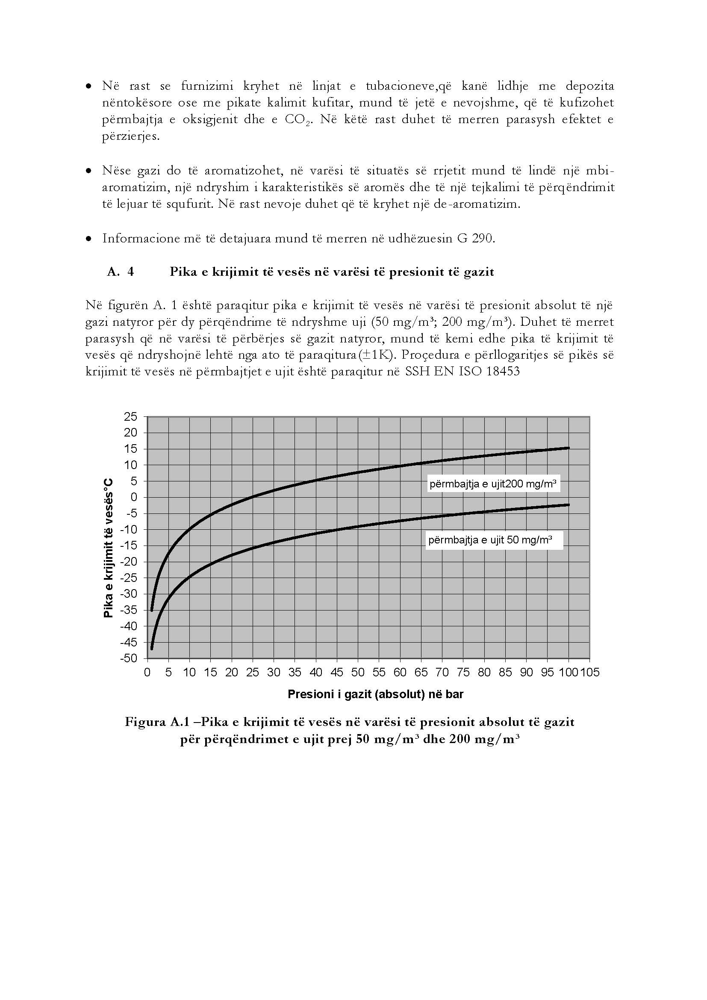 • Në rast se furnizimi kryhet në linjat e tubacioneve,që kanë lidhje me depozita
nëntokësore ose me pikate kalimit kufitar, mund të jetë e nevojshme, që të kufizohet
përmbajtja e oksigjenit dhe e CO₂. Në këtë rast duhet të merren parasysh efektet e
përzierjes.
• Nëse gazi do të aromatizohet, në varësi të situatës së rrjetit mund të lindë një mbi-
aromatizim, një ndryshim i karakteristikës së aromës dhe të një tejkalimi të përqëndrimit
të lejuar të squfurit. Në rast nevoje duhet që të kryhet një de-aromatizim.
• Informacione më të detajuara mund të merren në udhëzuesin G 290.
A. 4 Pika e krijimit të vesës në varësi të presionit të gazit
Në figurën A. 1 është paraqitur pika e krijimit të vesës në varësi të presionit absolut të një
gazi natyror për dy përqëndrime të ndryshme uji (50 mg/m³; 200 mg/m³). Duhet të merret
parasysh që në varësi të përbërjes së gazit natyror, mund të kemi edhe pika të krijimit të
vesës që ndryshojnë lehtë nga ato të paraqitura(±1K). Proçedura e përllogaritjes së pikës së
krijimit të vesës në përmbajtjet e ujit është paraqitur në SSH EN ISO 18453
Pika e krijimit të vesës°C
25
20
15
10
5
0
-5
-10
-15
-20
-25
-30
-35
-40
-45
-50
përmbajtja e ujit200 mg/m³
përmbajtja e ujit 50 mg/m³
0 5 10 15 20 25 30 35 40 45 50 55 60 65 70 75 80 85 90 95 100 105
Presioni i gazit (absolut) në bar
Figura A.1 –Pika e krijimit të vesës në varësi të presionit absolut të gazit
për përqëndrimet e ujit prej 50 mg/m³ dhe 200 mg/m³